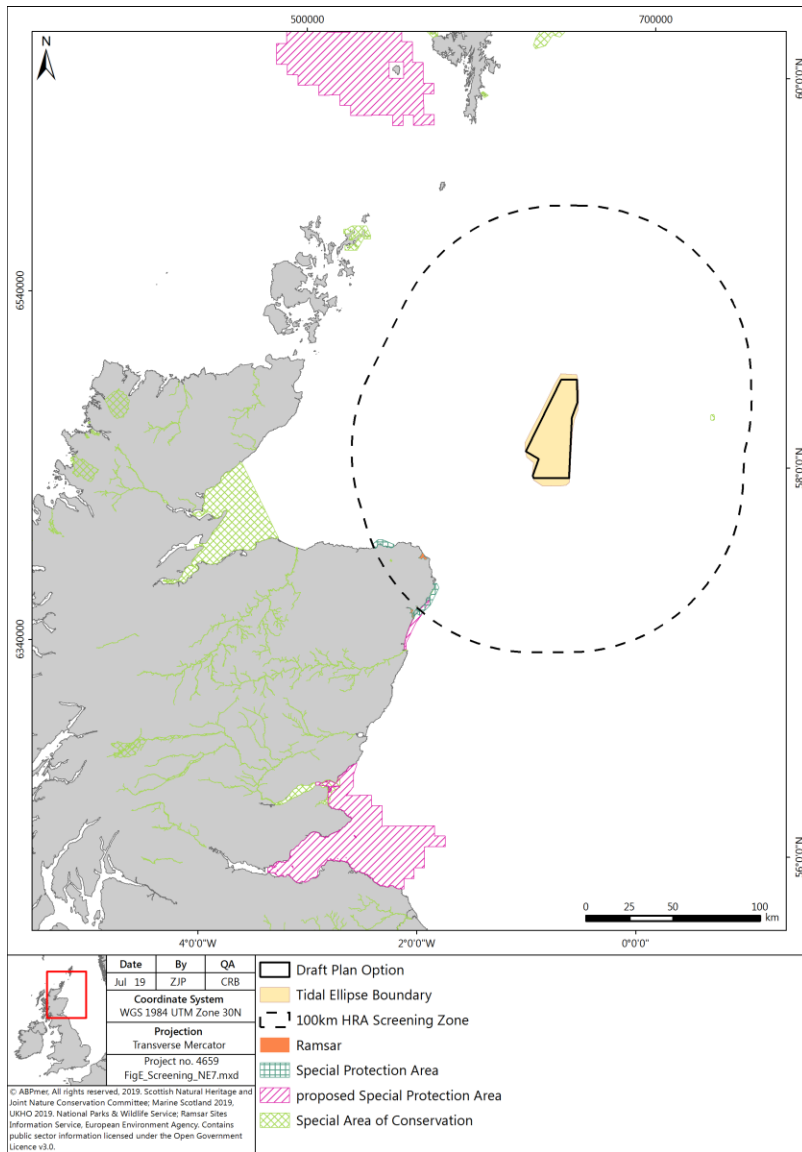 500000
700000
N
60°0'0"N
6540000
58°0'0"N
6340000
56°0'0"N
0 25 50 100
km
4°0'0"W
2°0'0"W
0°0'0"W
Date By QA
Jul 19 ZJP CRB
Coordinate System
WGS 1984 UTM Zone 30N
Projection
Transverse Mercator
Project no. 4659
FigE_Screening_NE7.mxd
© ABPmer, All rights reserved, 2019. Scottish Natural Heritage and
Joint Nature Conservation Committee; Marine Scotland 2019,
UKHO 2019. National Parks & Wildlife Service; Ramsar Sites
Information Service, European Environment Agency. Contains
public sector information licensed under the Open Government
Licence v3.0.
Draft Plan Option
Tidal Ellipse Boundary
100km HRA Screening Zone
Ramsar
Special Protection Area
proposed Special Protection Area
Special Area of Conservation